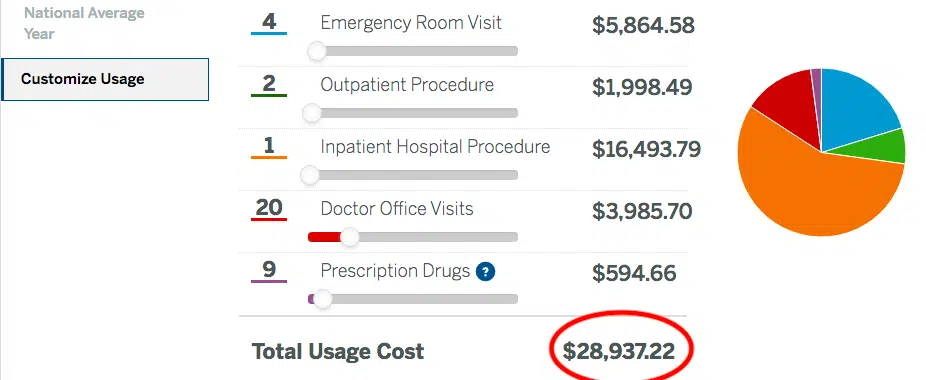 National Average
Year
Customize Usage
4 Emergency Room Visit $5,864.58
2 Outpatient Procedure $1,998.49
1 Inpatient Hospital Procedure $16,493.79
20 Doctor Office Visits $3,985.70
9 Prescription Drugs ? $594.66
Total Usage Cost $28,937.22